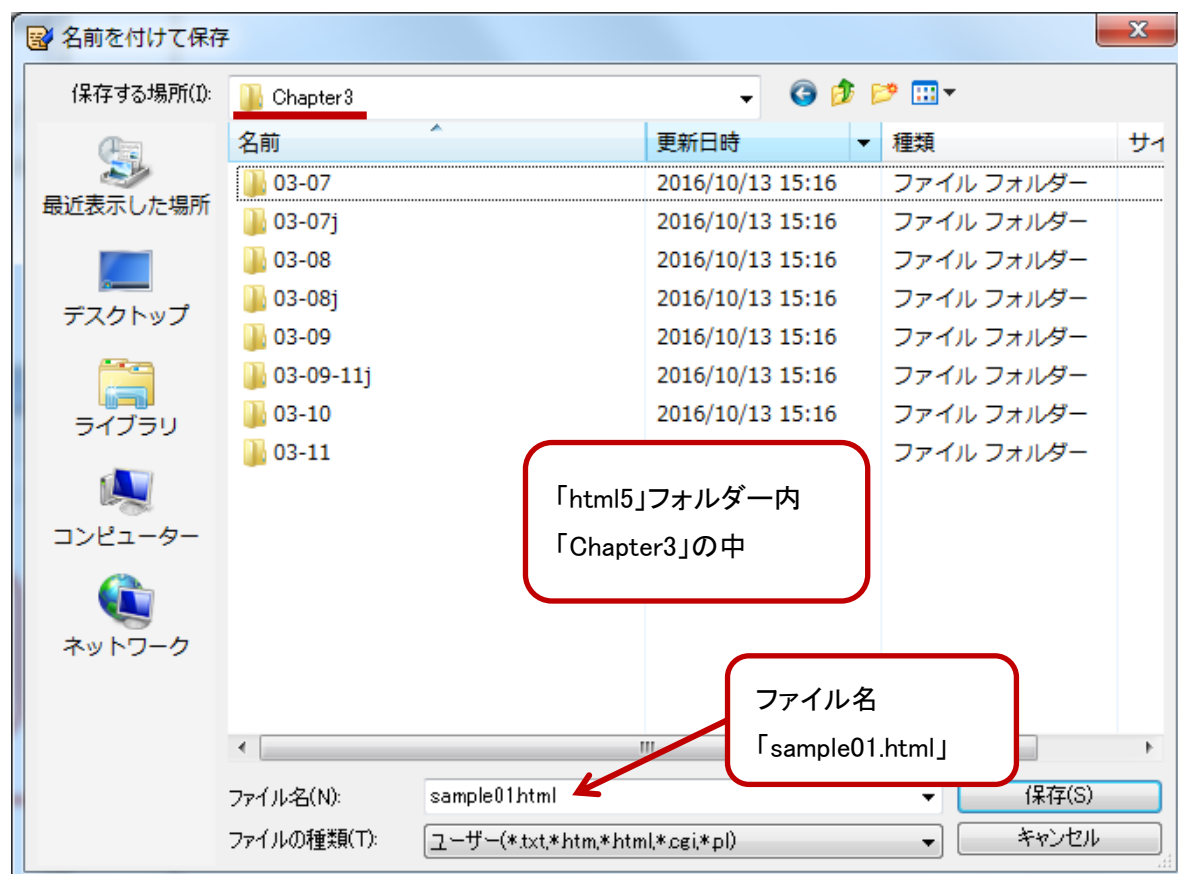 名前を付けて保存
保存する場所(I):
Chapter3
名前 更新日時 種類 サイ
03-07 2016/10/13 15:16 ファイル フォルダー
03-07j 2016/10/13 15:16 ファイル フォルダー
03-08 2016/10/13 15:16 ファイル フォルダー
03-08j 2016/10/13 15:16 ファイル フォルダー
03-09 2016/10/13 15:16 ファイル フォルダー
03-09-11j 2016/10/13 15:16 ファイル フォルダー
03-10 2016/10/13 15:16 ファイル フォルダー
03-11 ファイル フォルダー
最近表示した場所
デスクトップ
ライブラリ
コンピューター
ネットワーク
「html5」フォルダー内
「Chapter3」の中
ファイル名
「sample01.html」
ファイル名(N): sample01.html 保存(S)
ファイルの種類(T): ユーザー(*.txt,*.htm,*.html,*.cgi,*.pl) キャンセル